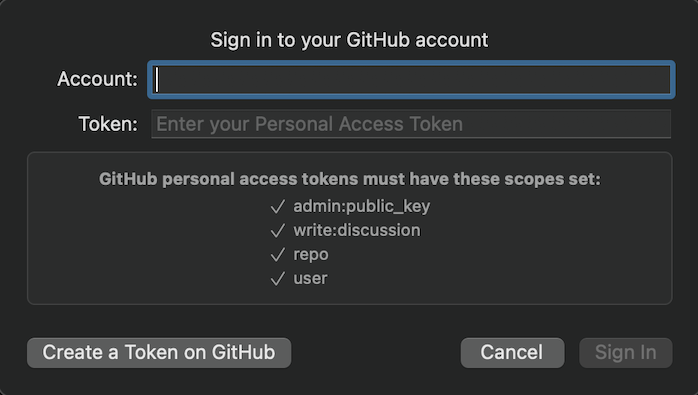 Sign in to your GitHub account
Account:
Token: Enter your Personal Access Token
GitHub personal access tokens must have these scopes set:
✓ admin:public_key
✓ write:discussion
✓ repo
✓ user
Create a Token on GitHub Cancel Sign In